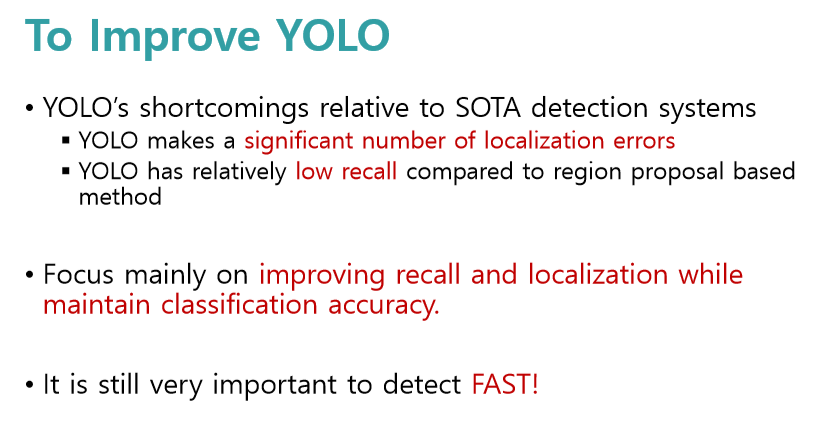 To Improve YOLO
• YOLO's shortcomings relative to SOTA detection systems
▪ YOLO makes a significant number of localization errors
▪ YOLO has relatively low recall compared to region proposal based
method
• Focus mainly on improving recall and localization while
maintain classification accuracy.
• It is still very important to detect FAST!